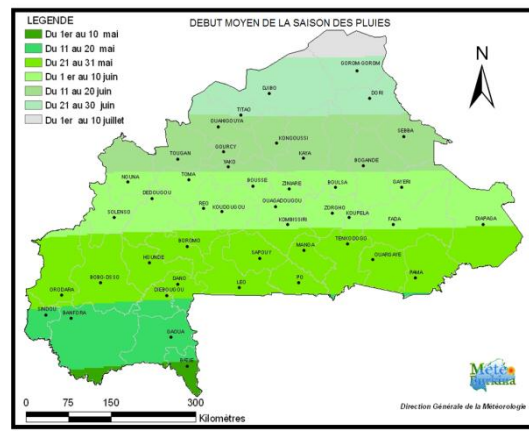 DEBUT MOYEN DE LA SAISON DES PLUIES
LEGENDE
Du 1er au 10 mai
Du 11 au 20 mai
Du 21 au 31 mai
Du 1 er au 10 juin
Du 11 au 20 juin
Du 21 au 30 juin
Du 1er au 10 juillet
N
GOROM-GOROM
DJIBO
DORI
TITAO
OUAHIGOUYA
KONGOUSSI
SEBBA
GOURCY
TOUGAN
YAKO
KAYA
BOGANDE
NOUNA
TOMA
BOUSSE
ZINIARE
BOULSA
GAYERI
DEDOUGOU
REO
KOUDOUGOU
OUAGADOUGOU
ZORGHO
KOUPELA
SOLENSO
KOMBISSIRI
FADA
DIAPAGA
BOROMO
MANGA
TENKODOGO
HOUNDE
SAPOUY
OUARGAYE
BOBO-DSSO
DANO
LEO
PO
PAMA
ORODARA
DIEBOUGOU
SINDOU
BANFORA
GAOUA
BATIE
Météo
Burkina
0 75 150 300
Kilométres
Direction Générale de la Météorologie